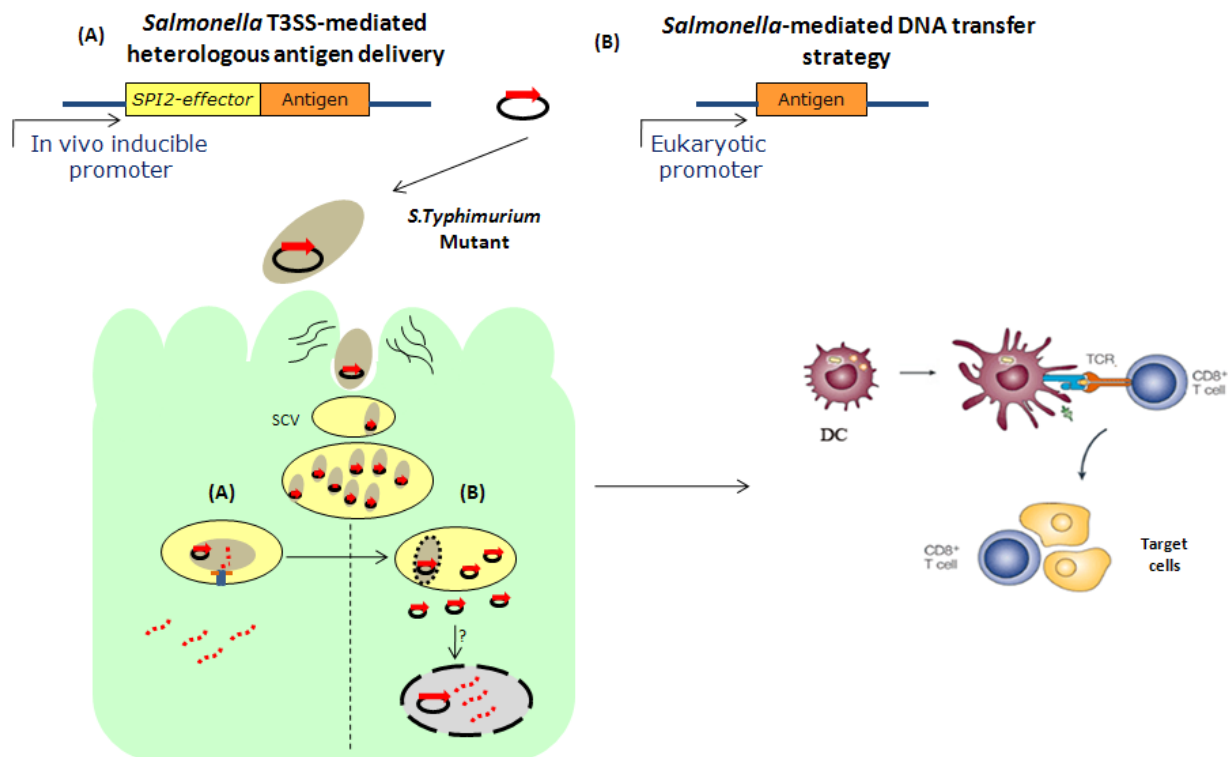 (A)
Salmonella T3SS-mediated
heterologous antigen delivery
SPI2-effector
Antigen
In vivo inducible
promoter
(B)
Salmonella-mediated DNA transfer
strategy
Antigen
Eukaryotic
promoter
S.Typhimurium
Mutant
SCV
(A)
(B)
?
DC
TCR
CD8+
T cell
CD8+
T cell
Target
cells